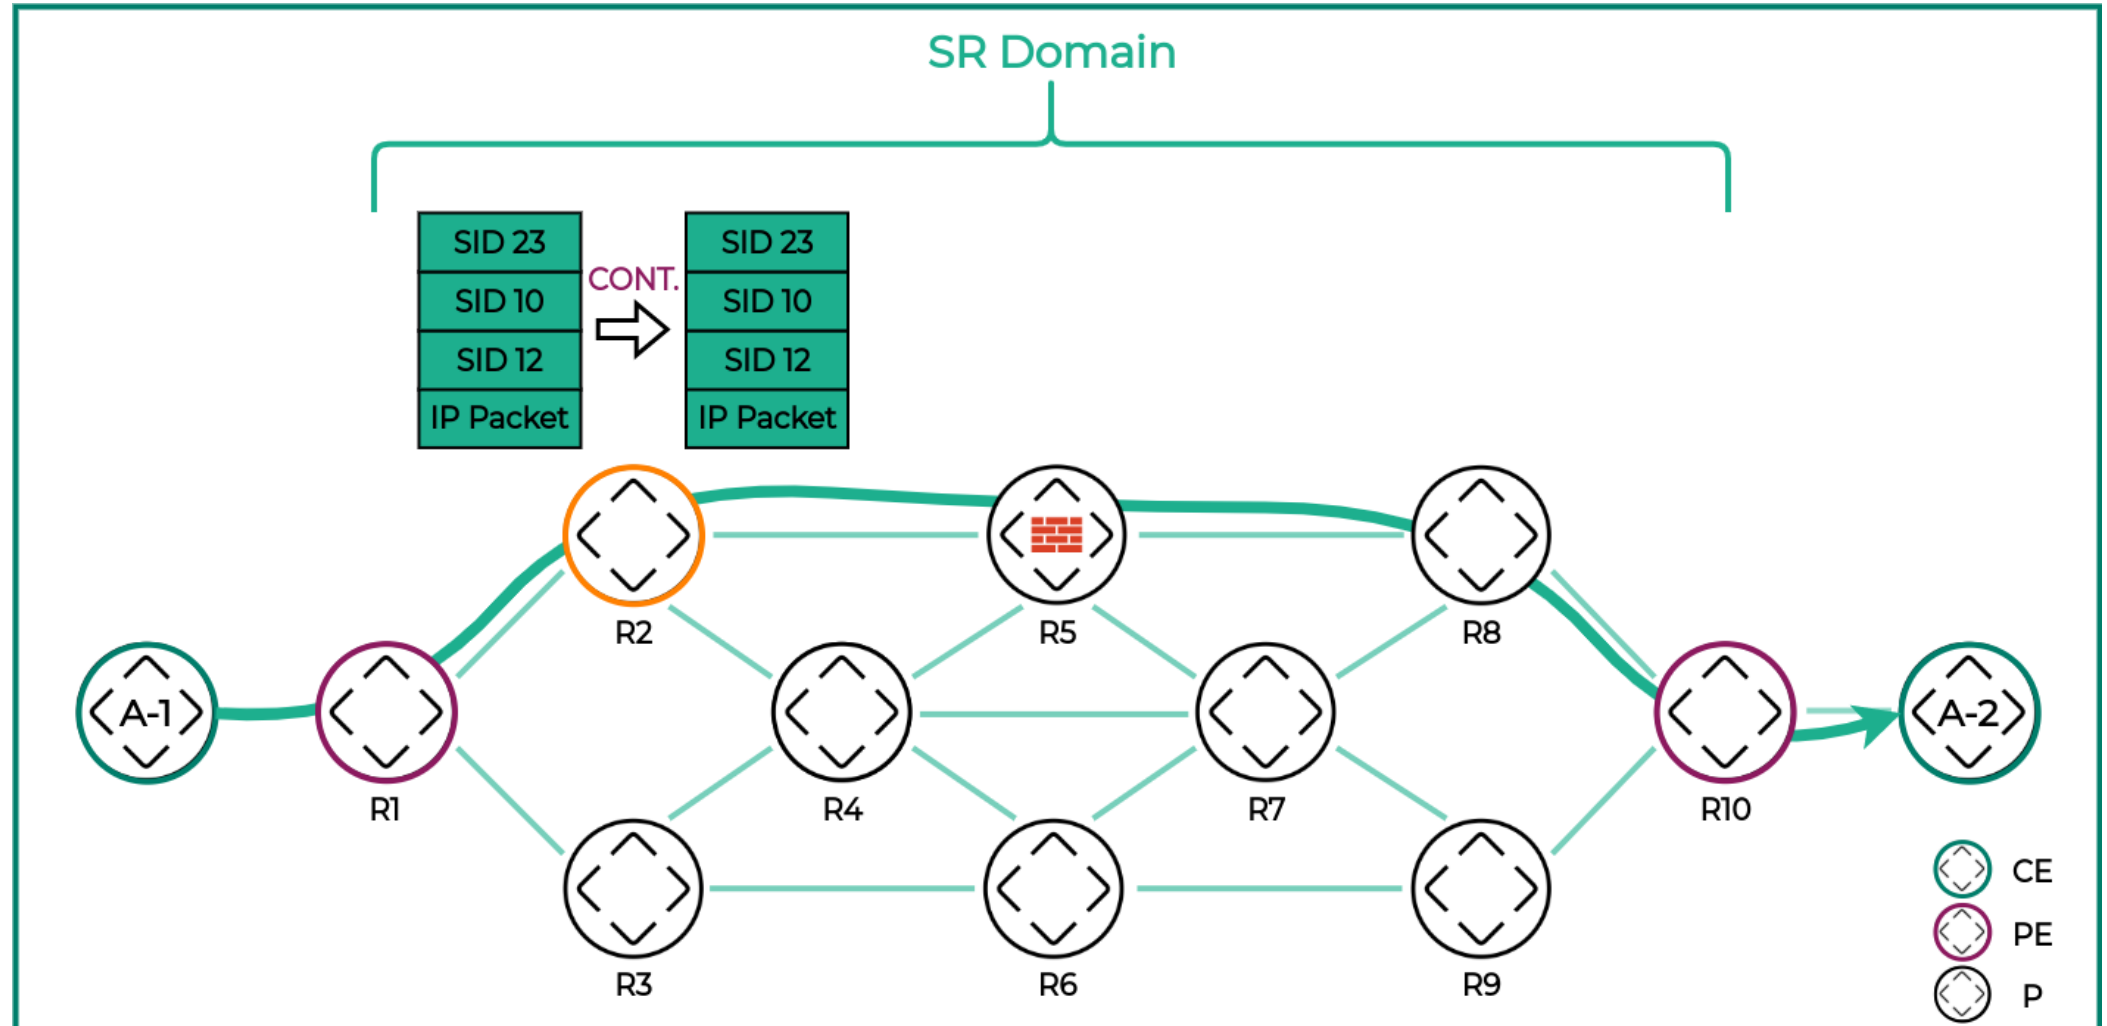 SR Domain
SID 23
SID 10
SID 12
IP Packet
CONT.
SID 23
SID 10
SID 12
IP Packet
R2
R5
R8
A-1
A-2
R1
R4
R7
R10
R3
R6
R9
CE
PE
P